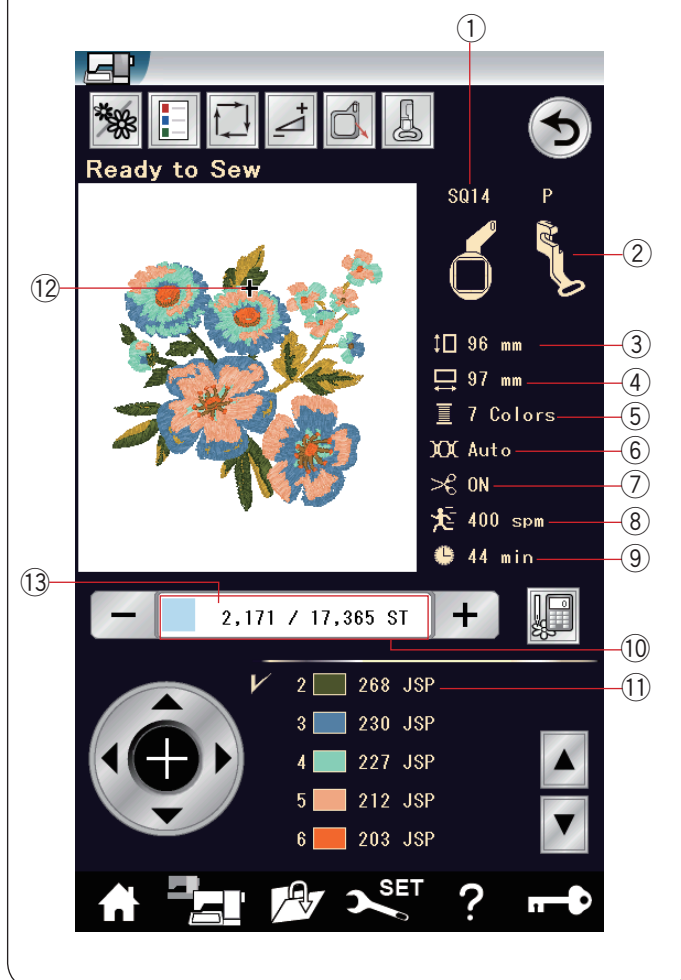 ①
Ready to Sew
SQ14 P
②
⑫
96 mm ③
97 mm ④
7 Colors ⑤
Auto ⑥
ON ⑦
400 spm ⑧
44 min ⑨
⑬
− 2,171 / 17,365 ST +
⑩
2 268 JSP ⑪
3 230 JSP
4 227 JSP
5 212 JSP
6 203 JSP
SET
?